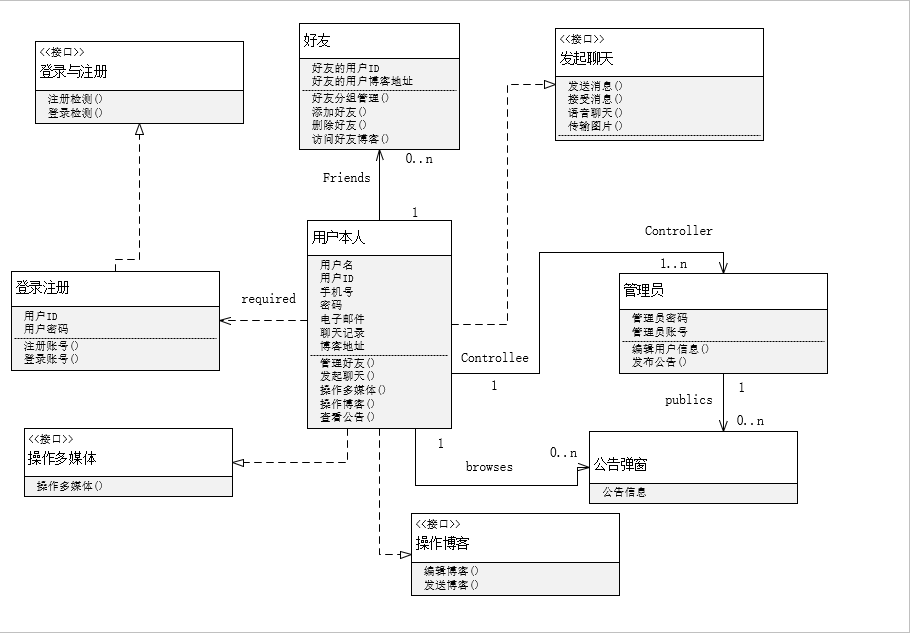 <<接口>>
登录与注册
注册检测()
登录检测()
好友
好友的用户ID
好友的用户博客地址
好友分组管理()
添加好友()
删除好友()
访问好友博客()
<<接口>>
发起聊天
发送消息()
接受消息()
语音聊天()
传输图片()
0..n
Friends
1
用户本人
用户名
用户ID
手机号
密码
电子邮件
聊天记录
博客地址
管理好友()
发起聊天()
操作多媒体()
操作博客()
查看公告()
登录注册
用户ID
用户密码
注册账号()
登录账号()
required
Controller
1..n
管理员
管理员密码
管理员账号
编辑用户信息()
发布公告()
Controllee
1
1
publics
0..n
<<接口>>
操作多媒体
操作多媒体()
1
browses
0..n
公告弹窗
公告信息
<<接口>>
操作博客
编辑博客()
发送博客()